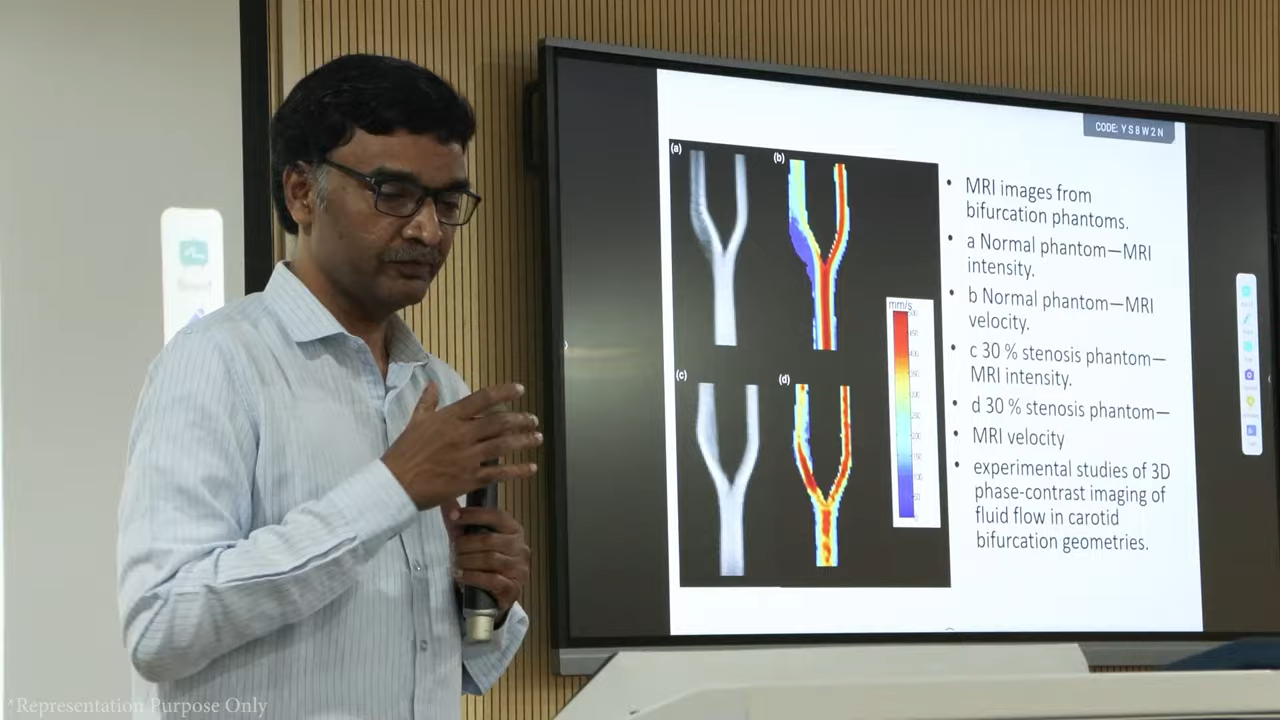 CODE: YS8W2N
(a)
(b)
mm/s
(c)
(d)
• MRI images from
bifurcation phantoms.
• a Normal phantom—MRI
intensity.
• b Normal phantom—MRI
velocity.
• c 30 % stenosis phantom—
MRI intensity.
• d 30 % stenosis phantom—
• MRI velocity
• experimental studies of 3D
phase-contrast imaging of
fluid flow in carotid
bifurcation geometries.
*Representation Purpose Only